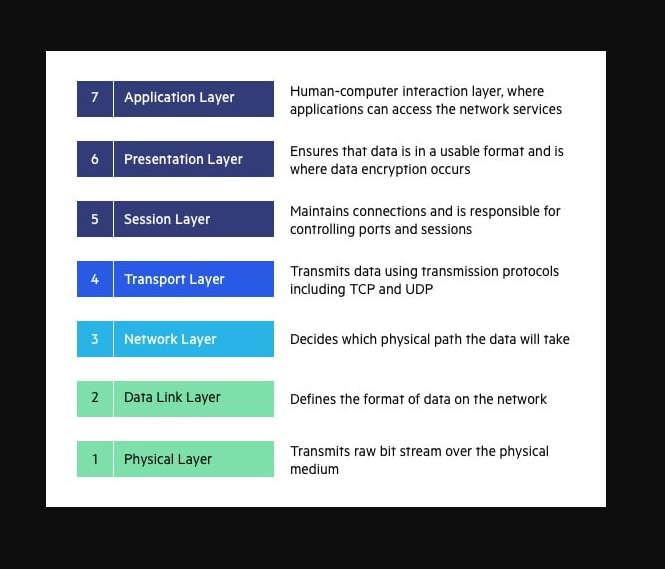 7 Application Layer
Human-computer interaction layer, where
applications can access the network services
6 Presentation Layer
Ensures that data is in a usable format and is
where data encryption occurs
5 Session Layer
Maintains connections and is responsible for
controlling ports and sessions
4 Transport Layer
Transmits data using transmission protocols
including TCP and UDP
3 Network Layer
Decides which physical path the data will take
2 Data Link Layer
Defines the format of data on the network
1 Physical Layer
Transmits raw bit stream over the physical
medium